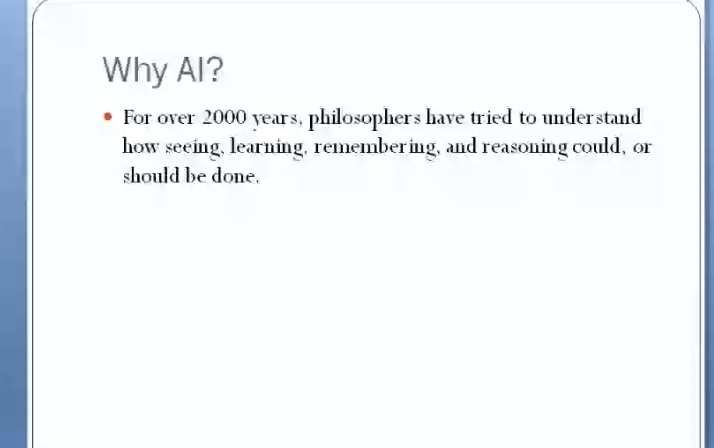 Why AI?
• For over 2000 years, philosophers have tried to understand
how seeing, learning, remembering, and reasoning could, or
should be done.